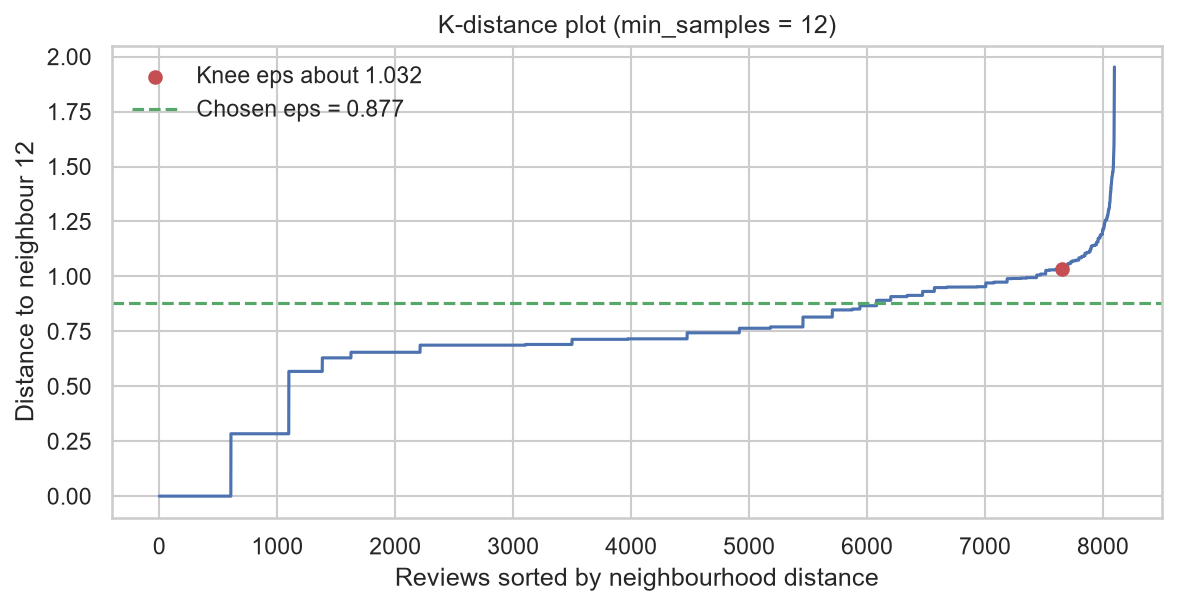 K-distance plot (min_samples = 12)
2.00
1.75
1.50
1.25
1.00
0.75
0.50
0.25
0.00
Distance to neighbour 12
Knee eps about 1.032
Chosen eps = 0.877
0 1000 2000 3000 4000 5000 6000 7000 8000
Reviews sorted by neighbourhood distance